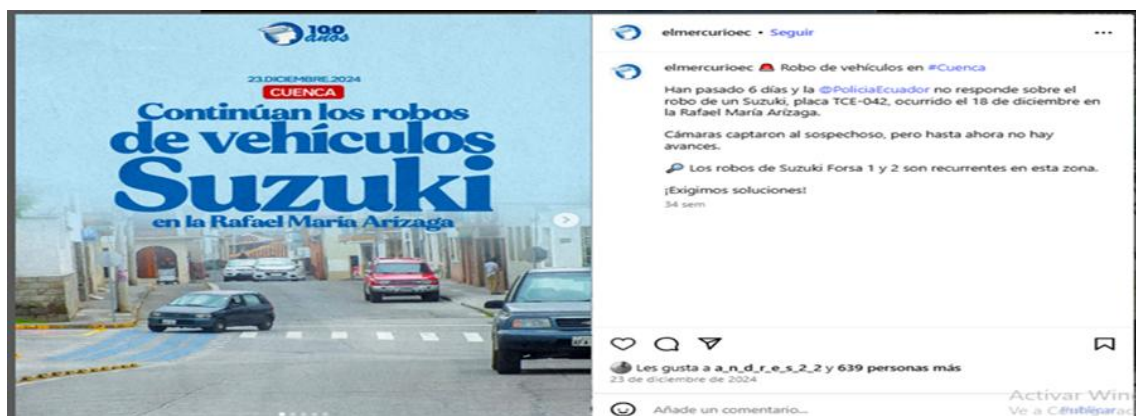 100
años
23.DICIEMBRE.2024
CUENCA
Continúan los robos
de vehículos
Suzuki
en la Rafael María Arízaga
elmercurioec • Seguir
elmercurioec 🚨 Robo de vehículos en #Cuenca
Han pasado 6 días y la @PoliciaEcuador no responde sobre el
robo de un Suzuki, placa TCE-042, ocurrido el 18 de diciembre en
la Rafael María Arízaga.
Cámaras captaron al sospechoso, pero hasta ahora no hay
avances.
🔎 Los robos de Suzuki Forsa 1 y 2 son recurrentes en esta zona.
¡Exigimos soluciones!
34 sem
Les gusta a a_n_d_r_e_s_2_2 y 639 personas más
23 de diciembre de 2024
Añade un comentario...
Publicar
Activar Win
Ve a